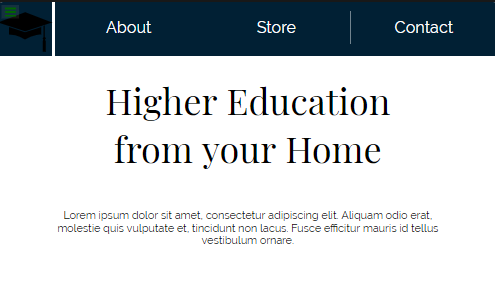 About Store Contact
Higher Education
from your Home
Lorem ipsum dolor sit amet, consectetur adipiscing elit. Aliquam odio erat,
molestie quis vulputate et, tincidunt non lacus. Fusce efficitur mauris id tellus
vestibulum ornare.